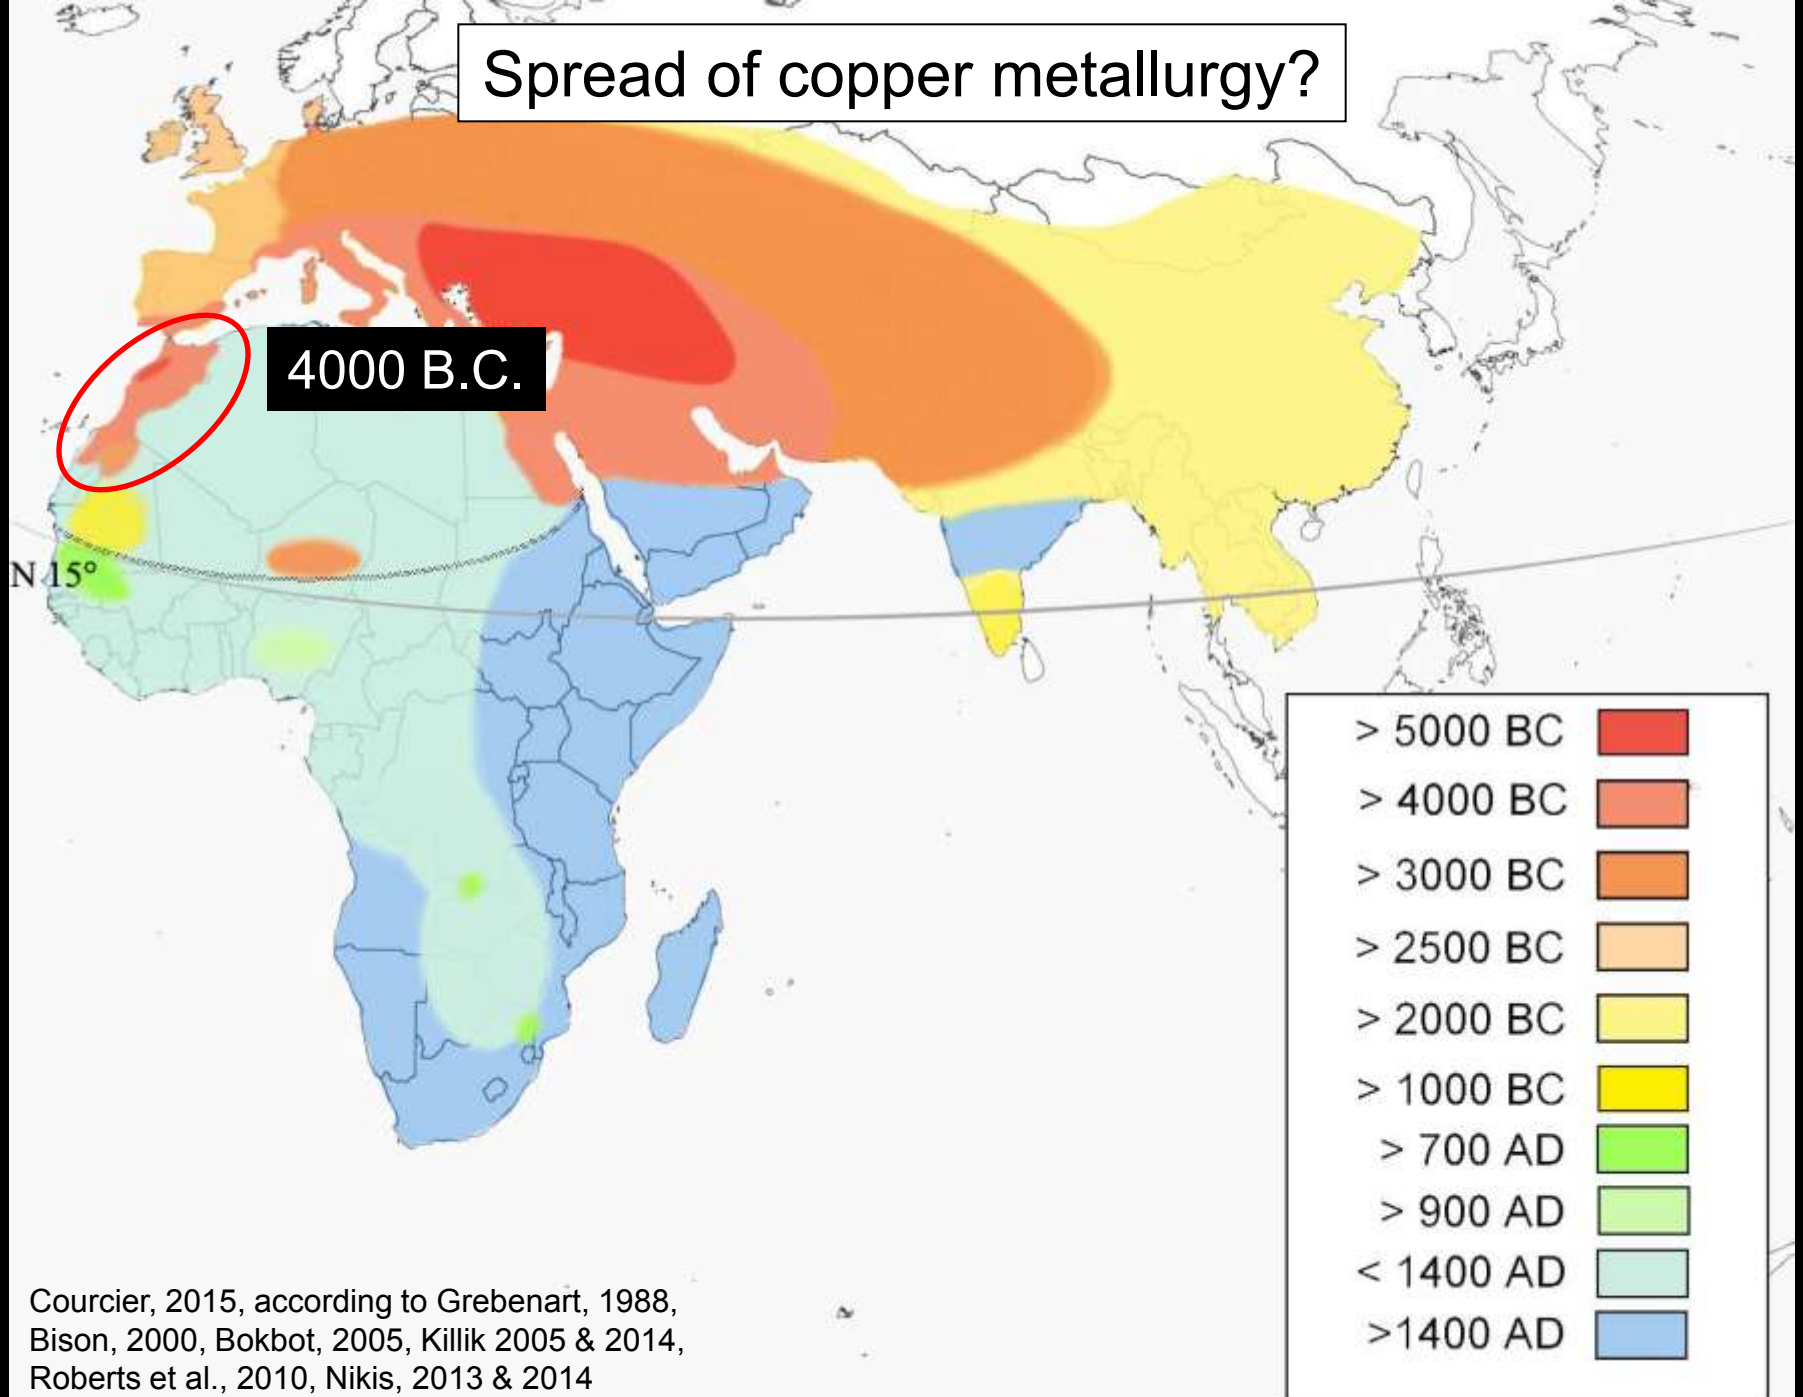 Spread of copper metallurgy?
4000 B.C.
N 15°
> 5000 BC
> 4000 BC
> 3000 BC
> 2500 BC
> 2000 BC
> 1000 BC
> 700 AD
> 900 AD
< 1400 AD
>1400 AD
Courcier, 2015, according to Grebenart, 1988,
Bison, 2000, Bokbot, 2005, Killik 2005 & 2014,
Roberts et al., 2010, Nikis, 2013 & 2014